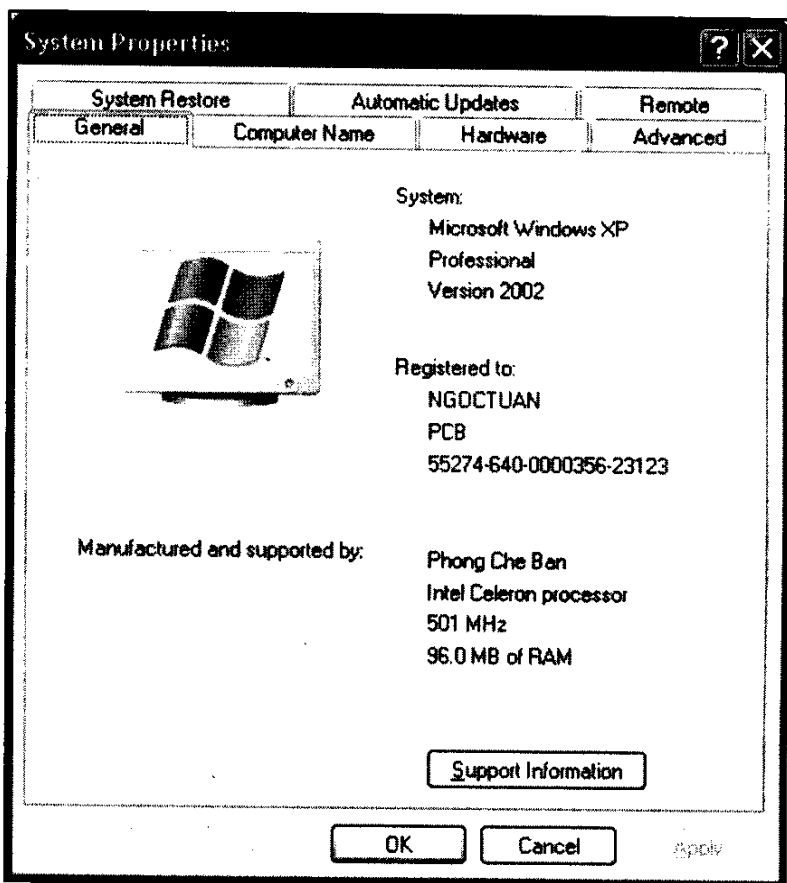 System Properties
System Restore
Automatic Updates
Remote
General
Computer Name
Hardware
Advanced
System:
Microsoft Windows XP
Professional
Version 2002
Registered to:
NGOCTUAN
PCB
55274-640-0000356-23123
Manufactured and supported by:
Phong Che Ban
Intel Celeron processor
501 MHz
96.0 MB of RAM
Support Information
OK
Cancel
Apply